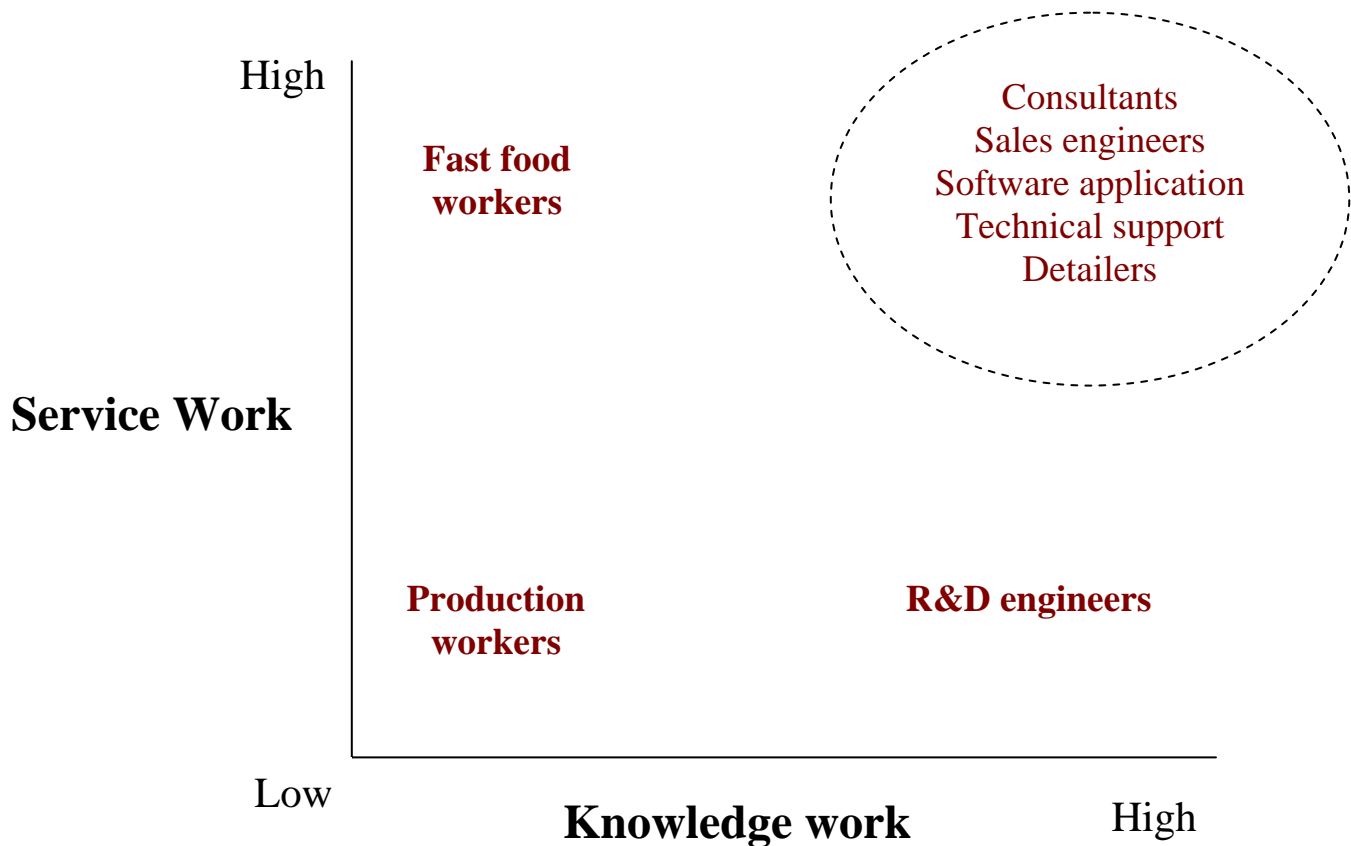 High
Consultants
Sales engineers
Software application
Technical support
Detailers
Fast food
workers
Service Work
Production
workers
R&D engineers
Low
Knowledge work
High